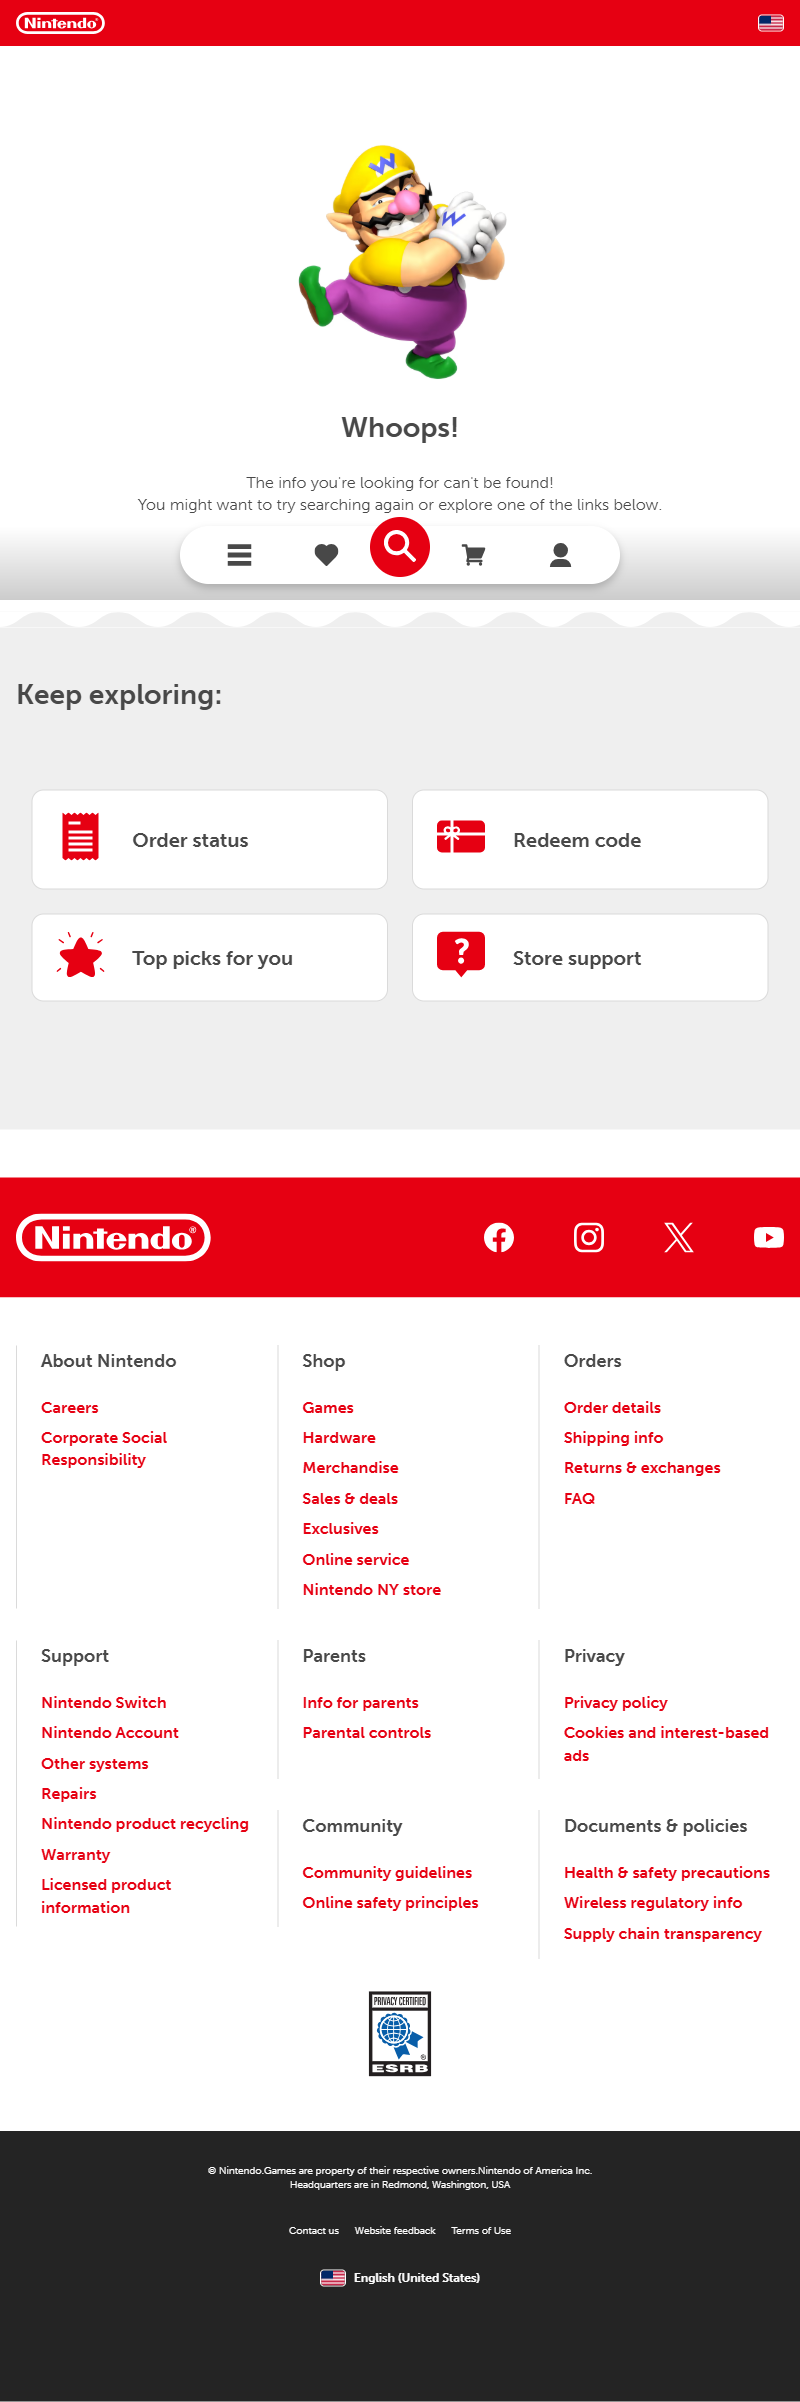 Nintendo
W
W
Whoops!
The info you're looking for can't be found!
You might want to try searching again or explore one of the links below.
Keep exploring:
Order status
Redeem code
Top picks for you
Store support
Nintendo®
About Nintendo
Careers
Corporate Social
Responsibility
Shop
Games
Hardware
Merchandise
Sales & deals
Exclusives
Online service
Nintendo NY store
Orders
Order details
Shipping info
Returns & exchanges
FAQ
Support
Nintendo Switch
Nintendo Account
Other systems
Repairs
Nintendo product recycling
Warranty
Licensed product
information
Parents
Info for parents
Parental controls
Privacy
Privacy policy
Cookies and interest-based
ads
Community
Community guidelines
Online safety principles
Documents & policies
Health & safety precautions
Wireless regulatory info
Supply chain transparency
PRIVACY CERTIFIED
ESRB
®
© Nintendo.Games are property of their respective owners.Nintendo of America Inc.
Headquarters are in Redmond, Washington, USA
Contact us Website feedback Terms of Use
English (United States)